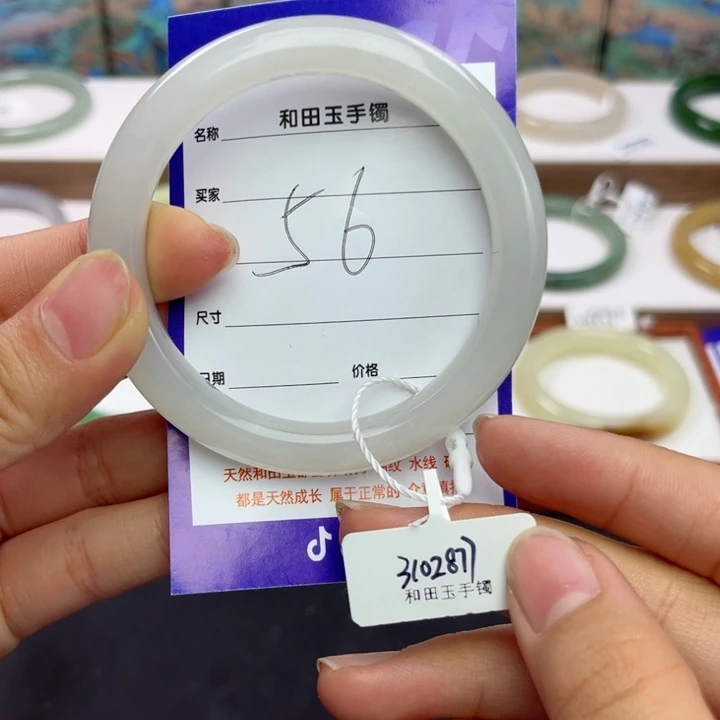 和田玉手镯
名称
买家
56
尺寸
日期
价格
天然和田玉 纹 水线
都是天然成长 属于正常的
310287
和田玉手镯